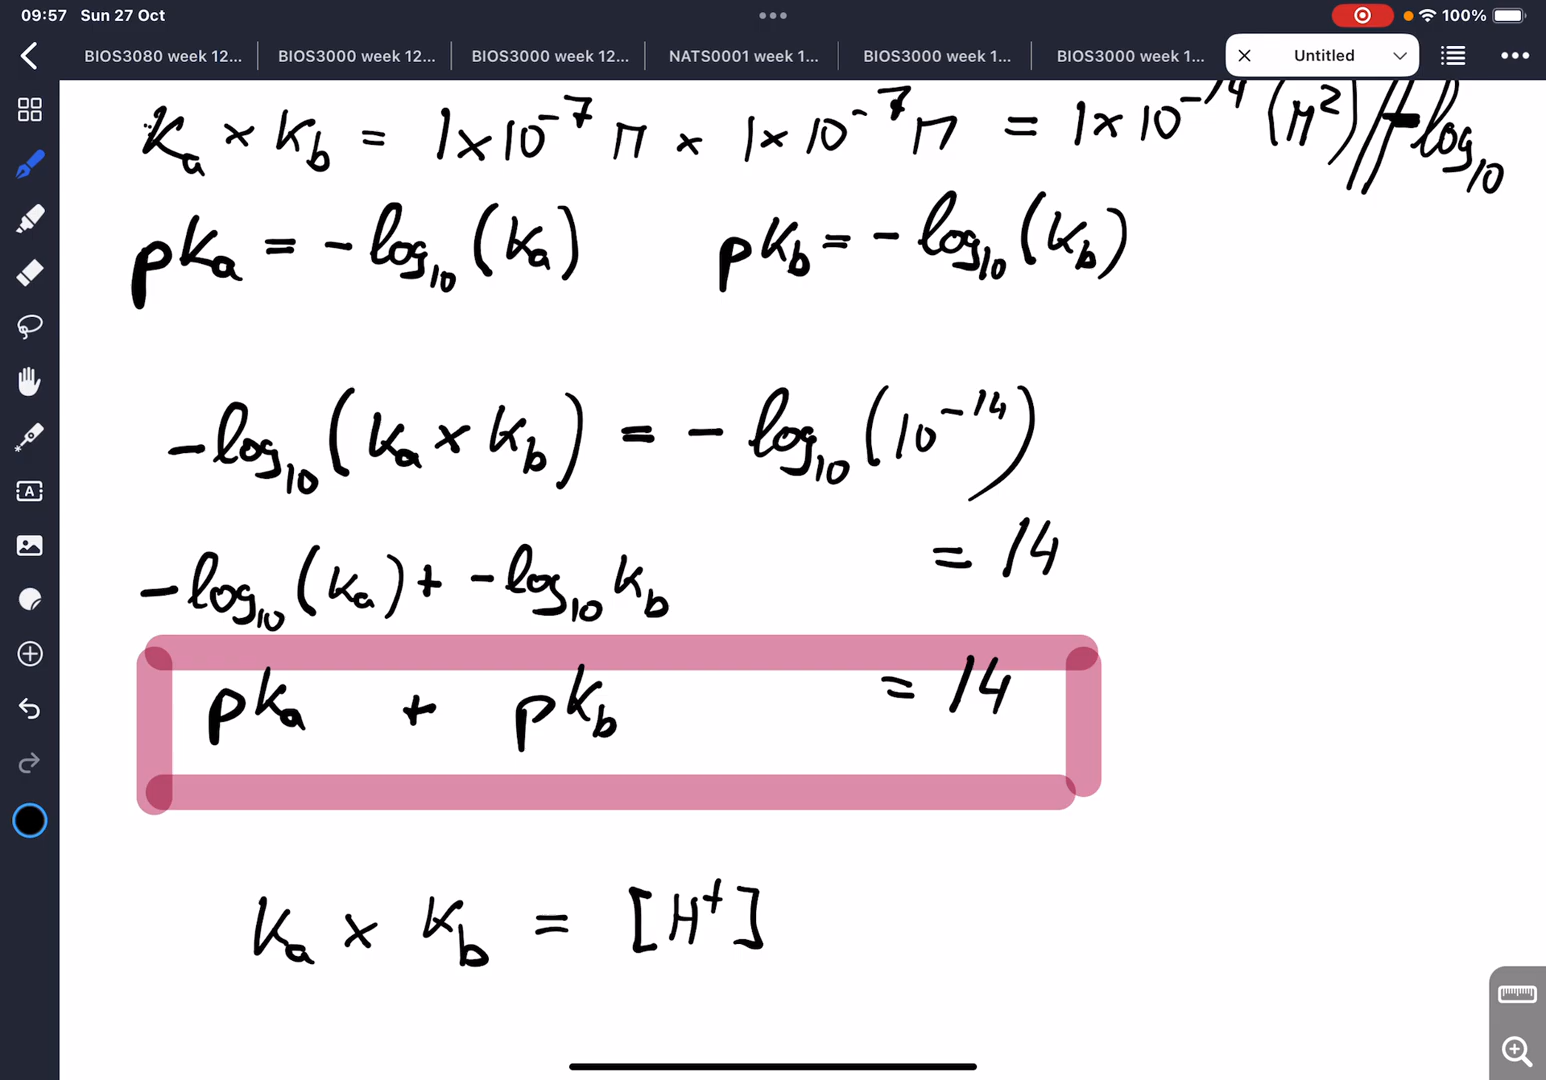 09:57 Sun 27 Oct 100%
BIOS3080 week 12... BIOS3000 week 12... BIOS3000 week 12... NATS0001 week 1... BIOS3000 week 1... BIOS3000 week 1... Untitled
Ka × Kb = 1×10⁻⁷ M × 1×10⁻⁷ M = 1×10⁻¹⁴ (M²) // -log₁₀
pKa = -log₁₀ (Ka) pKb = -log₁₀ (Kb)
-log₁₀ (Ka × Kb) = -log₁₀ (10⁻¹⁴)
= 14
-log₁₀ (Ka) + -log₁₀ Kb
pKa + pKb = 14
Ka × Kb = [H⁺]